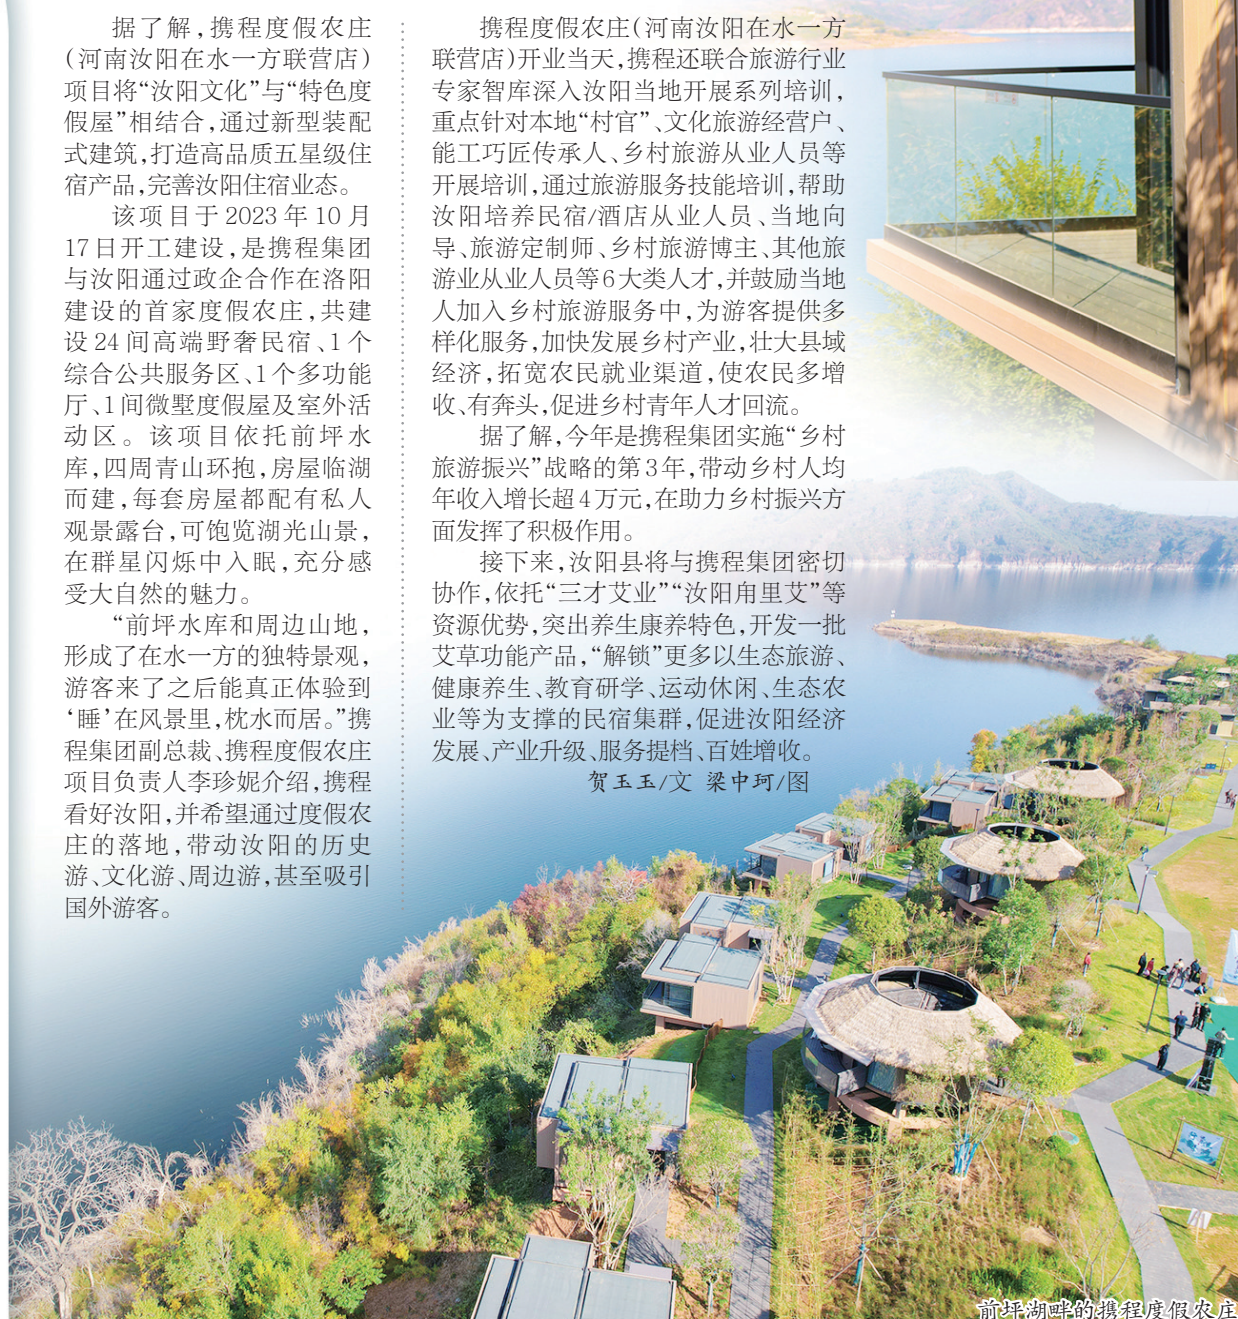 据了解，携程度假农庄
（河南汝阳在水一方联营店）
项目将“汝阳文化”与“特色度
假屋”相结合，通过新型装配
式建筑，打造高品质五星级住
宿产品，完善汝阳住宿业态。
该项目于2023年10月
17日开工建设，是携程集团
与汝阳通过政企合作在洛阳
建设的首家度假农庄，共建
设24间高端野奢民宿、1个
综合公共服务区、1个多功能
厅、1间微墅度假屋及室外活
动区。该项目依托前坪水
库，四周青山环抱，房屋临湖
而建，每套房屋都配有私人
观景露台，可饱览湖光山景，
在群星闪烁中入眠，充分感
受大自然的魅力。
“前坪水库和周边山地，
形成了在水一方的独特景观，
游客来了之后能真正体验到
‘睡’在风景里，枕水而居。”携
程集团副总裁、携程度假农庄
项目负责人李珍妮介绍，携程
看好汝阳，并希望通过度假农
庄的落地，带动汝阳的历史
游、文化游、周边游，甚至吸引
国外游客。
携程度假农庄（河南汝阳在水一方
联营店）开业当天，携程还联合旅游行业
专家智库深入汝阳当地开展系列培训，
重点针对本地“村官”、文化旅游经营户、
能工巧匠传承人、乡村旅游从业人员等
开展培训，通过旅游服务技能培训，帮助
汝阳培养民宿/酒店从业人员、当地向
导、旅游定制师、乡村旅游博主、其他旅
游业从业人员等6大类人才，并鼓励当地
人加入乡村旅游服务中，为游客提供多
样化服务，加快发展乡村产业，壮大县域
经济，拓宽农民就业渠道，使农民多增
收、有奔头，促进乡村青年人才回流。
据了解，今年是携程集团实施“乡村
旅游振兴”战略的第3年，带动乡村人均
年收入增长超4万元，在助力乡村振兴方
面发挥了积极作用。
接下来，汝阳县将与携程集团密切
协作，依托“三才艾业”“汝阳甪里艾”等
资源优势，突出养生康养特色，开发一批
艾草功能产品，“解锁”更多以生态旅游、
健康养生、教育研学、运动休闲、生态农
业等为支撑的民宿集群，促进汝阳经济
发展、产业升级、服务提档、百姓增收。
贺玉玉/文 梁中珂/图
前坪湖畔的携程度假农庄